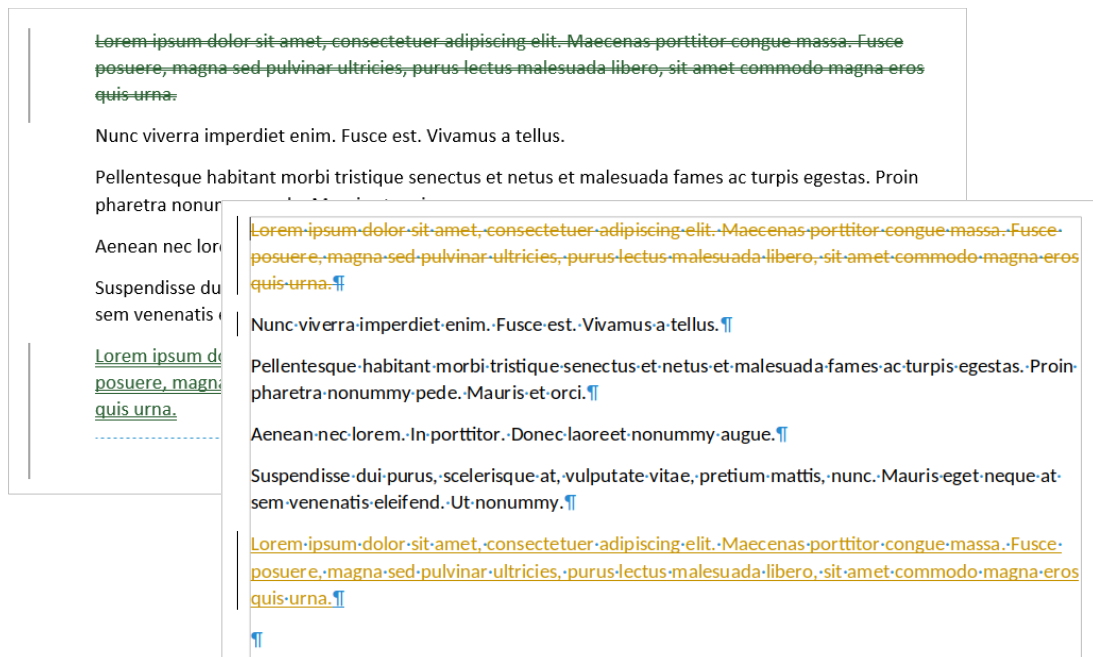 Lorem ipsum dolor sit amet, consectetuer adipiscing elit. Maecenas porttitor congue massa. Fusce
posuere, magna sed pulvinar ultricies, purus lectus malesuada libero, sit amet commodo magna eros
quis urna.
Nunc viverra imperdiet enim. Fusce est. Vivamus a tellus.
Pellentesque habitant morbi tristique senectus et netus et malesuada fames ac turpis egestas. Proin
pharetra
Aenean nec
Suspendisse
sem venenatis
Lorem ipsum
posuere, magna
quis urna.
Lorem·ipsum·dolor·sit·amet,·consectetuer·adipiscing·elit.·Maecenas·porttitor·congue·massa.·Fusce·
posuere,·magna·sed·pulvinar·ultricies,·purus·lectus·malesuada·libero,·sit·amet·commodo·magna·eros
quis·urna.¶
Nunc·viverra·imperdiet·enim.·Fusce·est.·Vivamus·a·tellus.¶
Pellentesque·habitant·morbi·tristique·senectus·et·netus·et·malesuada·fames·ac·turpis·egestas.·Proin·
pharetra·nonummy·pede.·Mauris·et·orci.¶
Aenean·nec·lorem.·In·porttitor.·Donec·laoreet·nonummy·augue.¶
Suspendisse·dui·purus,·scelerisque·at,·vulputate·vitae,·pretium·mattis,·nunc.·Mauris·eget·neque·at·
sem·venenatis·eleifend.·Ut·nonummy.¶
Lorem·ipsum·dolor·sit·amet,·consectetuer·adipiscing·elit.·Maecenas·porttitor·congue·massa.·Fusce·
posuere,·magna·sed·pulvinar·ultricies,·purus·lectus·malesuada·libero,·sit·amet·commodo·magna·eros
quis·urna.¶
¶